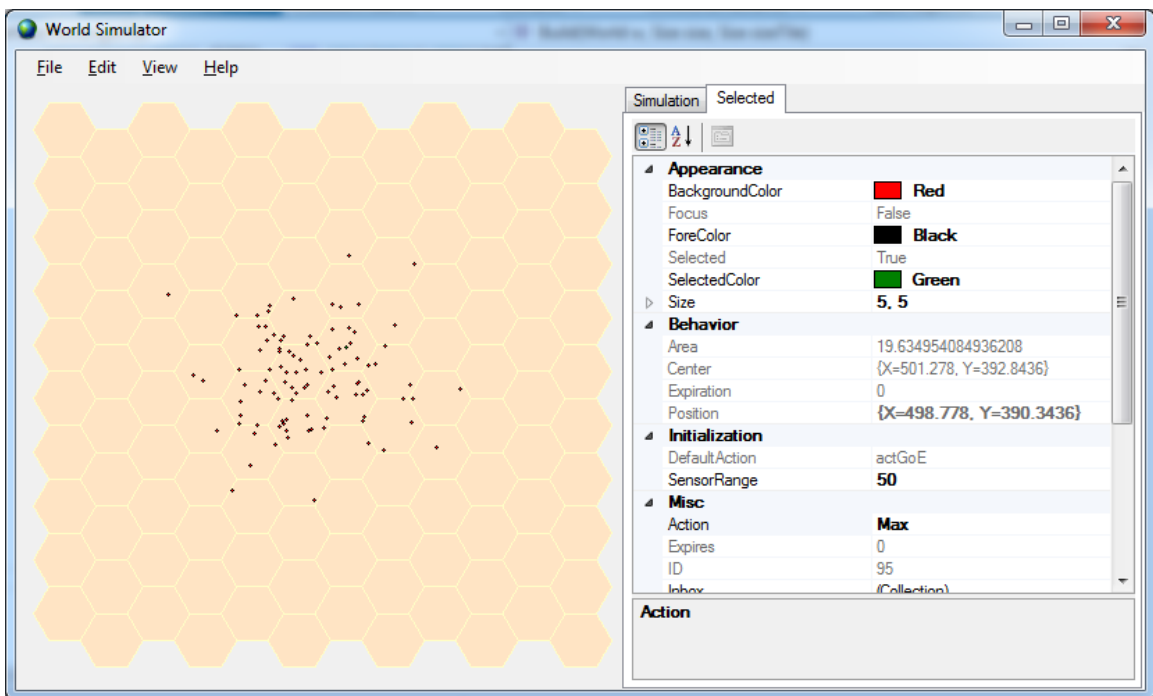 World Simulator
File Edit View Help
Simulation Selected
Appearance
BackgroundColor Red
Focus False
ForeColor Black
Selected True
SelectedColor Green
Size 5, 5
Behavior
Area 19.634954084936208
Center {X=501.278, Y=392.8436}
Expiration 0
Position {X=498.778, Y=390.3436}
Initialization
DefaultAction actGoE
SensorRange 50
Misc
Action Max
Expires 0
ID 95
Inbox (Collection)
Action